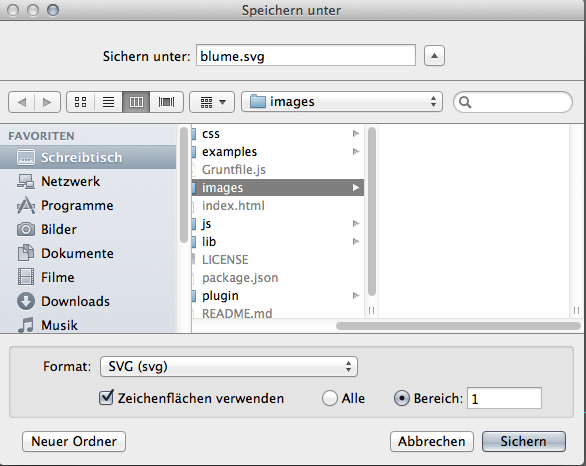 Speichern unter
Sichern unter: blume.svg
images
FAVORITEN
Schreibtisch
Netzwerk
Programme
Bilder
Dokumente
Filme
Downloads
Musik
css
examples
Gruntfile.js
images
index.html
js
lib
LICENSE
package.json
plugin
README.md
Format: SVG (svg)
Zeichenflächen verwenden Alle Bereich: 1
Neuer Ordner Abbrechen Sichern